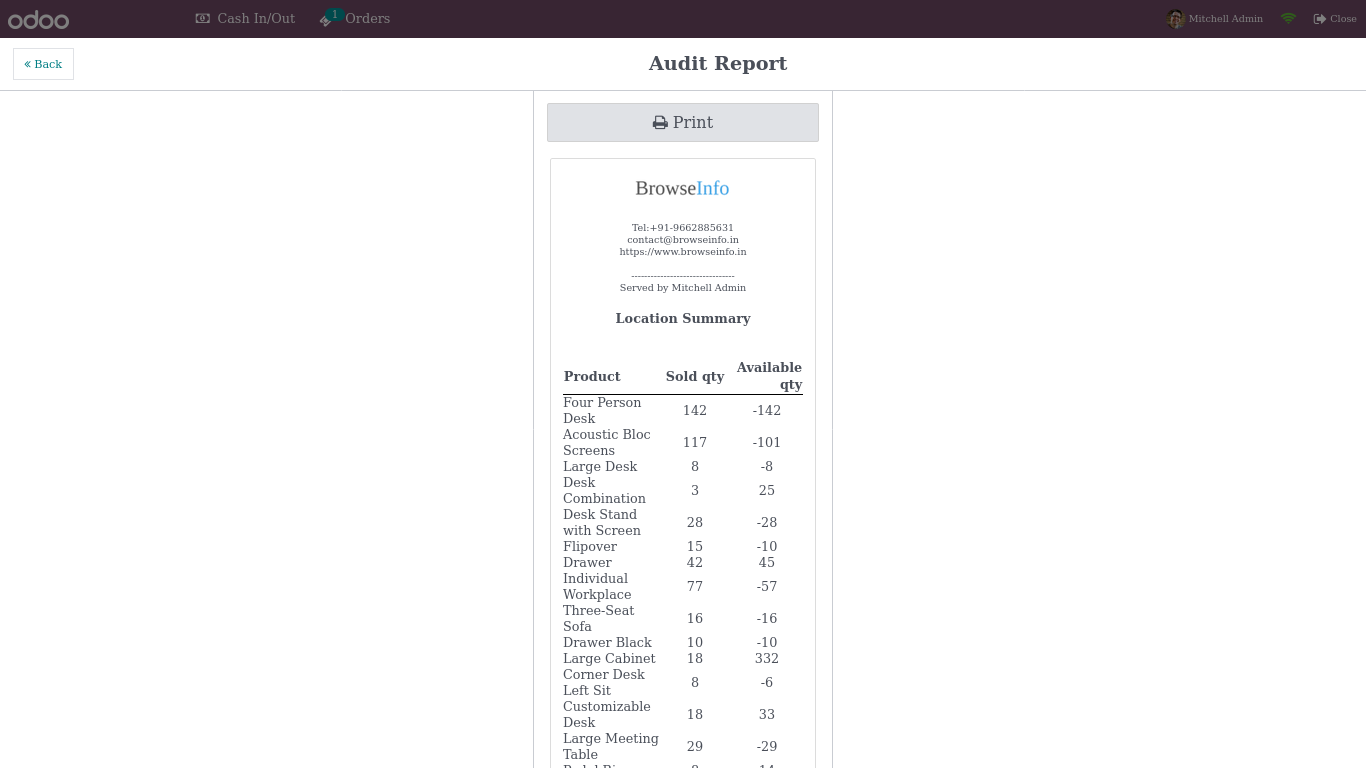 odoo Cash In/Out 1 Orders Mitchell Admin Close
« Back Audit Report
Print
BrowseInfo
Tel:+91-9662885631
contact@browseinfo.in
https://www.browseinfo.in
--------------------------------
Served by Mitchell Admin
Location Summary
Product Sold qty Available
qty
Four Person
Desk 142 -142
Acoustic Bloc
Screens 117 -101
Large Desk 8 -8
Desk
Combination 3 25
Desk Stand
with Screen 28 -28
Flipover 15 -10
Drawer 42 45
Individual
Workplace 77 -57
Three-Seat
Sofa 16 -16
Drawer Black 10 -10
Large Cabinet 18 332
Corner Desk
Left Sit 8 -6
Customizable
Desk 18 33
Large Meeting
Table 29 -29